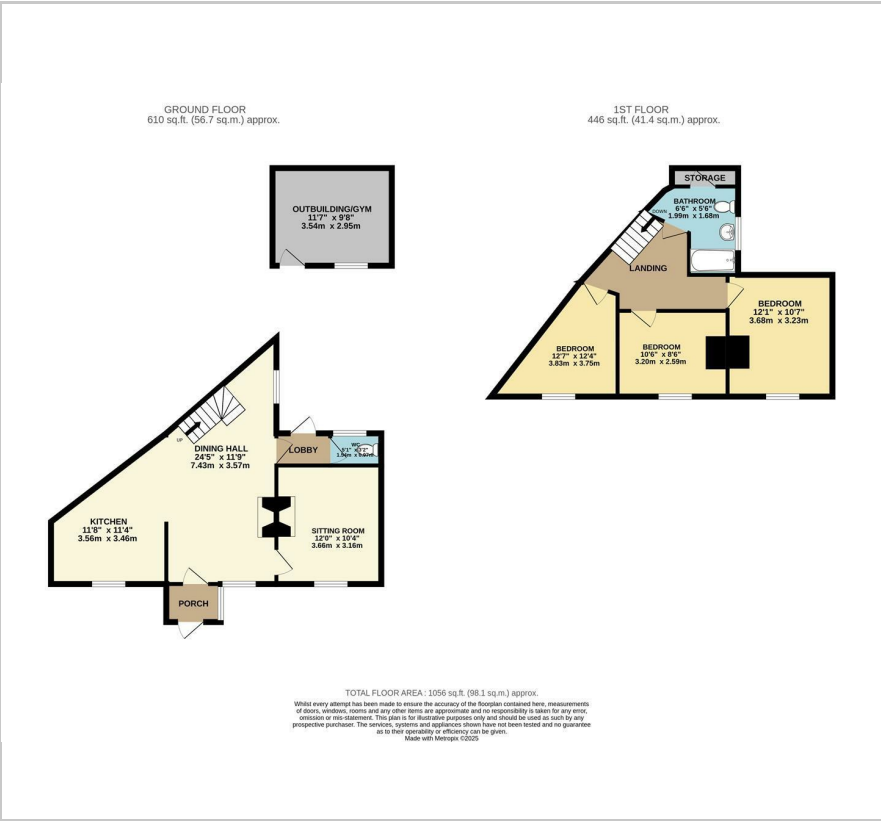 GROUND FLOOR
610 sq.ft. (56.7 sq.m.) approx.
OUTBUILDING/GYM
11'7" x 9'8"
3.54m x 2.95m
UP
DINING HALL
24'5" x 11'9"
7.43m x 3.57m
LOBBY
WC
KITCHEN
11'8" x 11'4"
3.56m x 3.46m
SITTING ROOM
12'0" x 10'4"
3.66m x 3.16m
PORCH
1ST FLOOR
446 sq.ft. (41.4 sq.m.) approx.
STORAGE
BATHROOM
6'6" x 5'6"
1.99m x 1.68m
DOWN
LANDING
BEDROOM
12'7" x 12'4"
3.83m x 3.75m
BEDROOM
10'6" x 8'6"
3.20m x 2.59m
BEDROOM
12'1" x 10'7"
3.68m x 3.23m
TOTAL FLOOR AREA : 1056 sq.ft. (98.1 sq.m.) approx.
Whilst every attempt has been made to ensure the accuracy of the floorplan contained here, measurements
of doors, windows, rooms and any other items are approximate and no responsibility is taken for any error,
omission or mis-statement. This plan is for illustrative purposes only and should be used as such by any
prospective purchaser. The services, systems and appliances shown have not been tested and no guarantee
as to their operability or efficiency can be given.
Made with Metropix ©2025